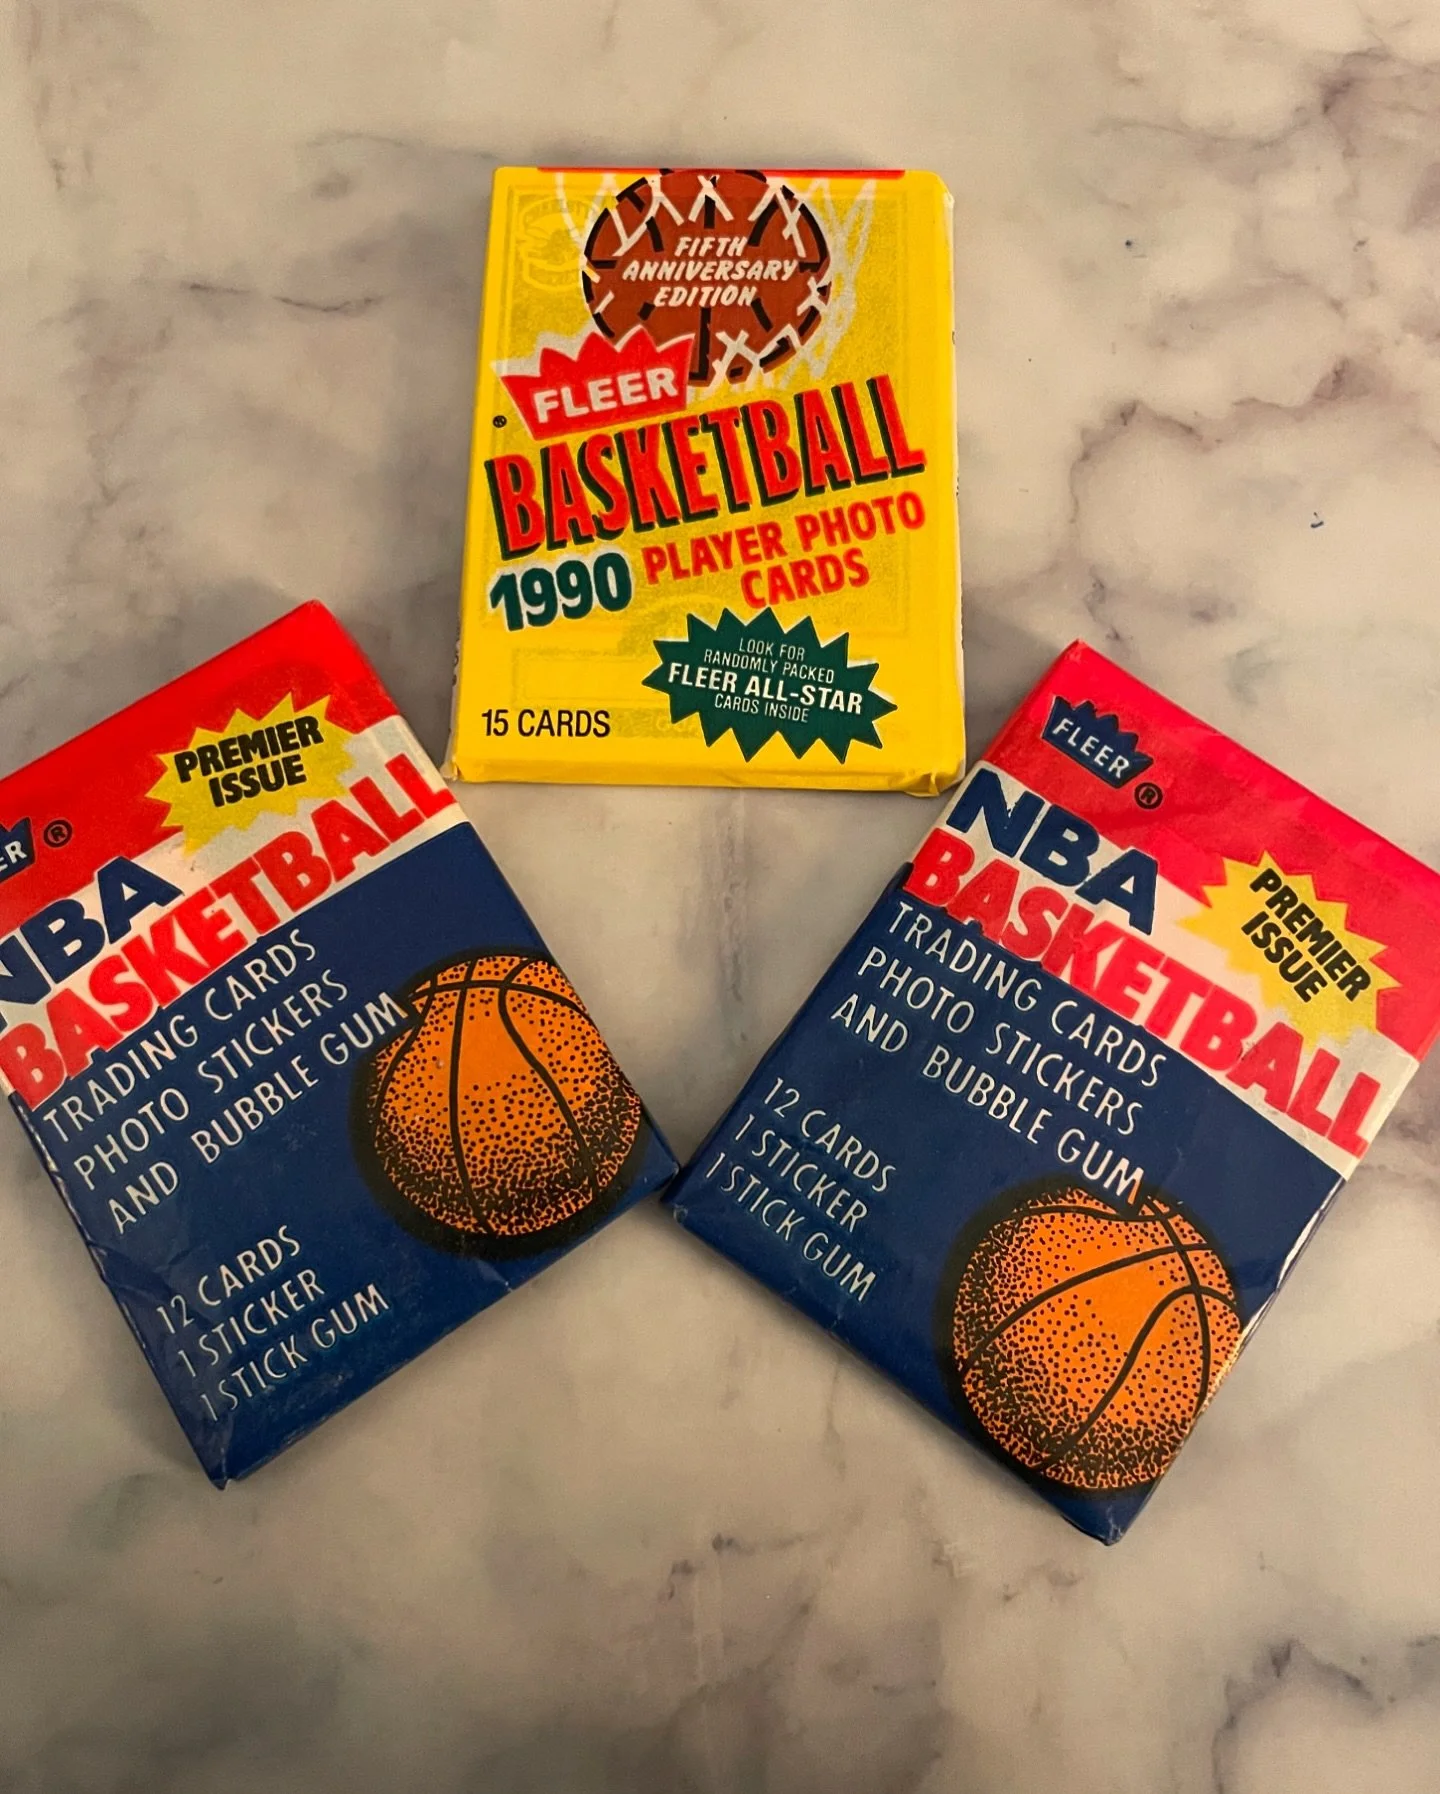 FIFTH
ANNIVERSARY
EDITION
FLEER
®
BASKETBALL
1990 PLAYER PHOTO
CARDS
LOOK FOR
RANDOMLY PACKED
FLEER ALL-STAR
CARDS INSIDE
15 CARDS
PREMIER
ISSUE
ER ®
NBA
BASKETBALL
TRADING CARDS
PHOTO STICKERS
AND BUBBLE GUM
12 CARDS
1 STICKER
1 STICK GUM
FLEER ®
NBA
BASKETBALL
PREMIER
ISSUE
TRADING CARDS
PHOTO STICKERS
AND BUBBLE GUM
12 CARDS
1 STICKER
1 STICK GUM